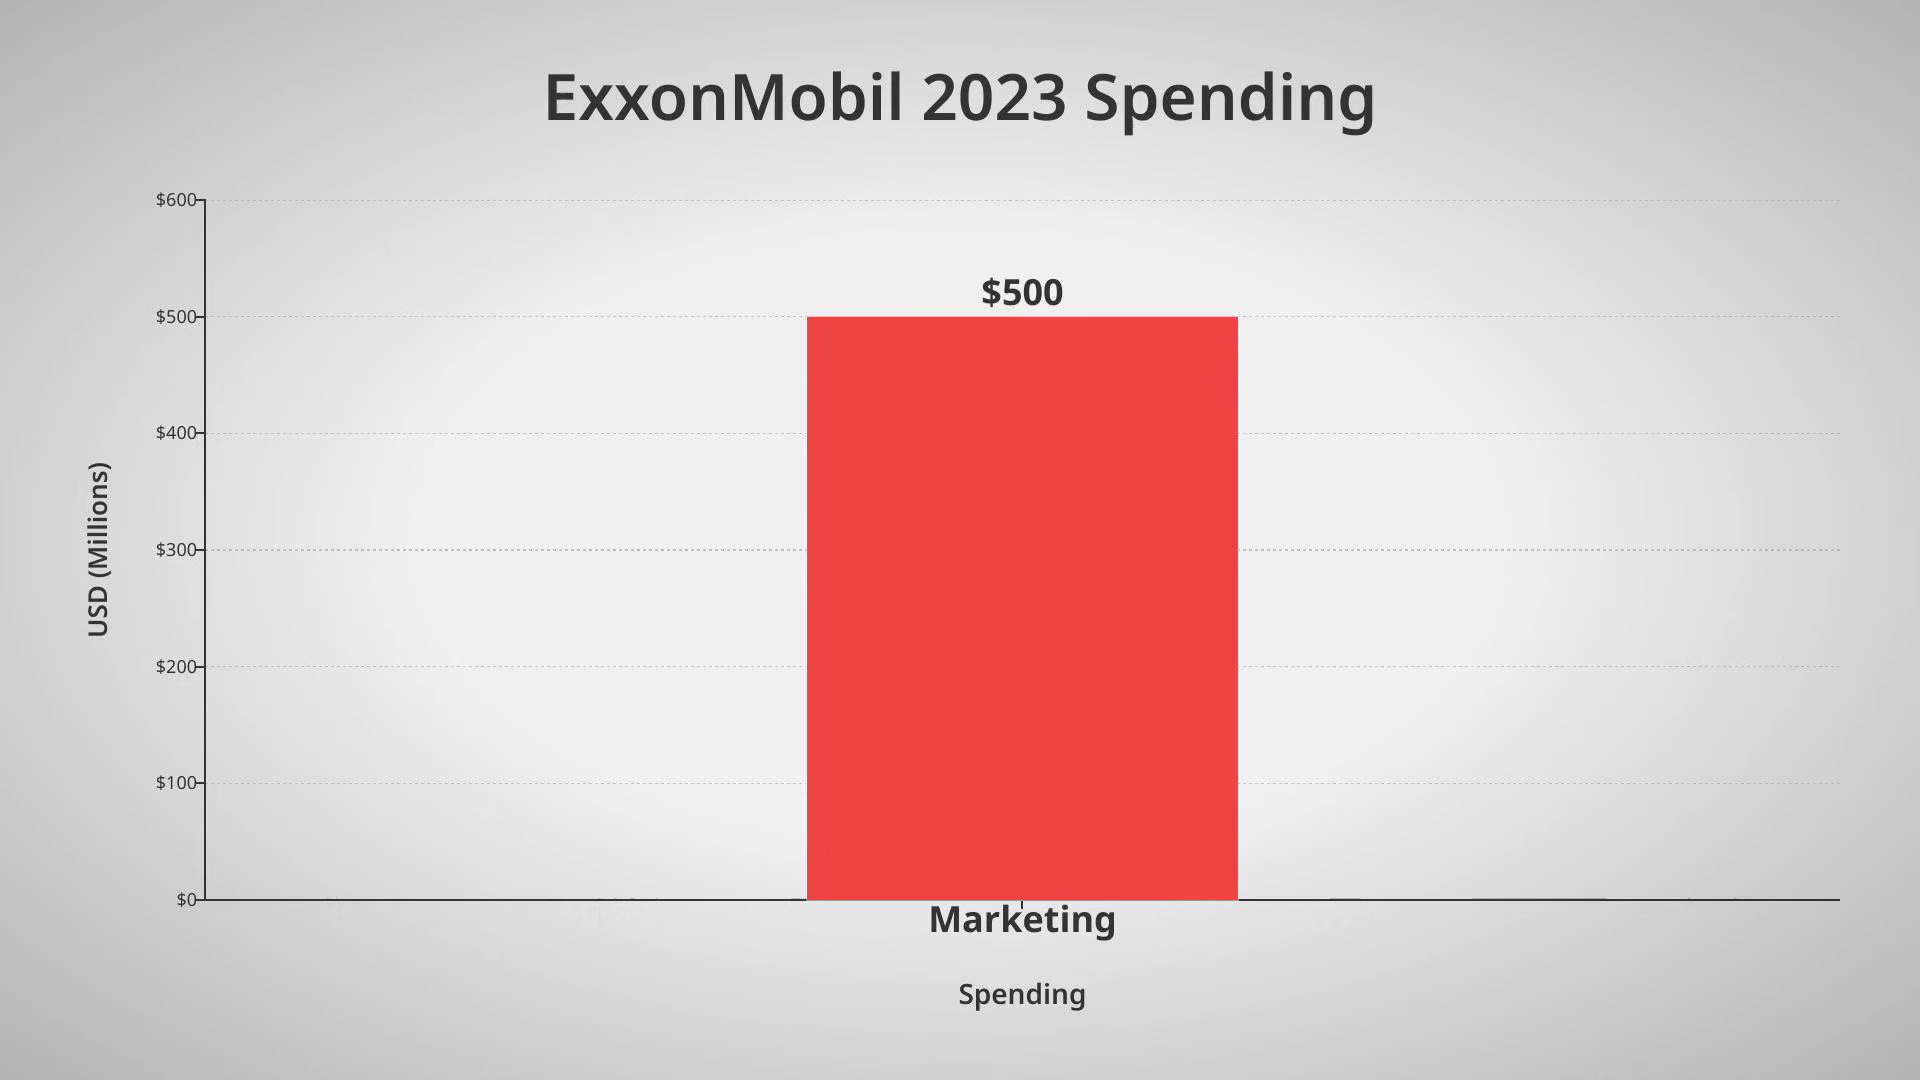 ExxonMobil 2023 Spending
$600
$500
$500
$400
USD (Millions)
$300
$200
$100
$0
Marketing
Spending